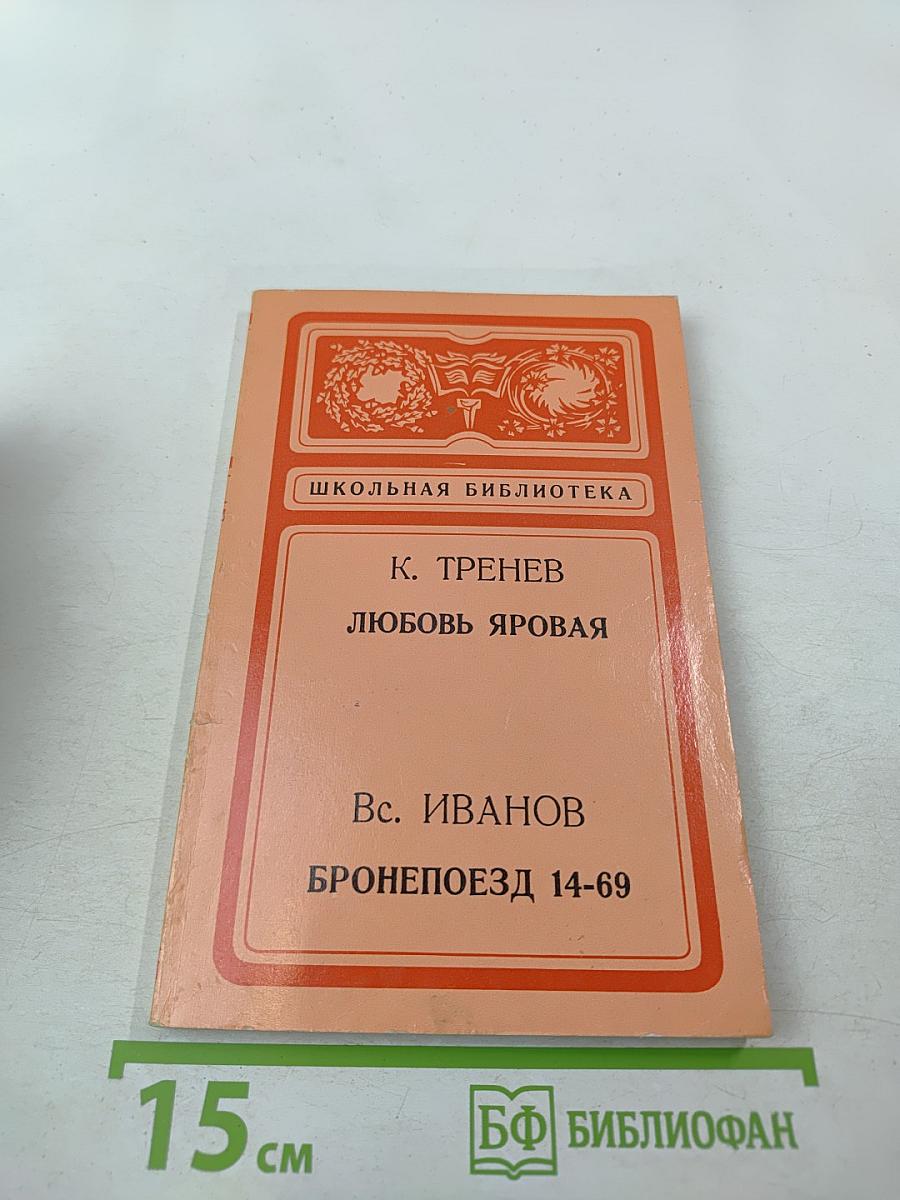 ШКОЛЬНАЯ БИБЛИОТЕКА
К. ТРЕНЕВ
ЛЮБОВЬ ЯРОВАЯ
Вс. ИВАНОВ
БРОНЕПОЕЗД 14-69
15 см
БФ БИБЛИОФАН